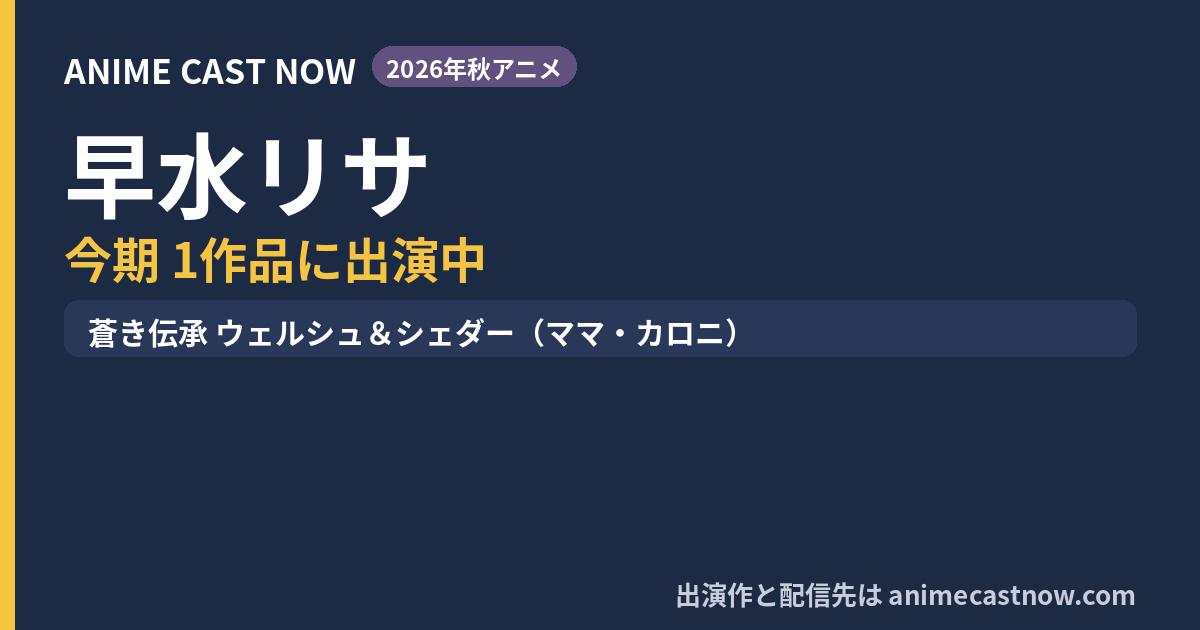 ANIME CAST NOW 2026年秋アニメ
早水リサ
今期 1作品に出演中
蒼き伝承 ウェルシュ＆シェダー（ママ・カロニ）
出演作と配信先は animecastnow.com